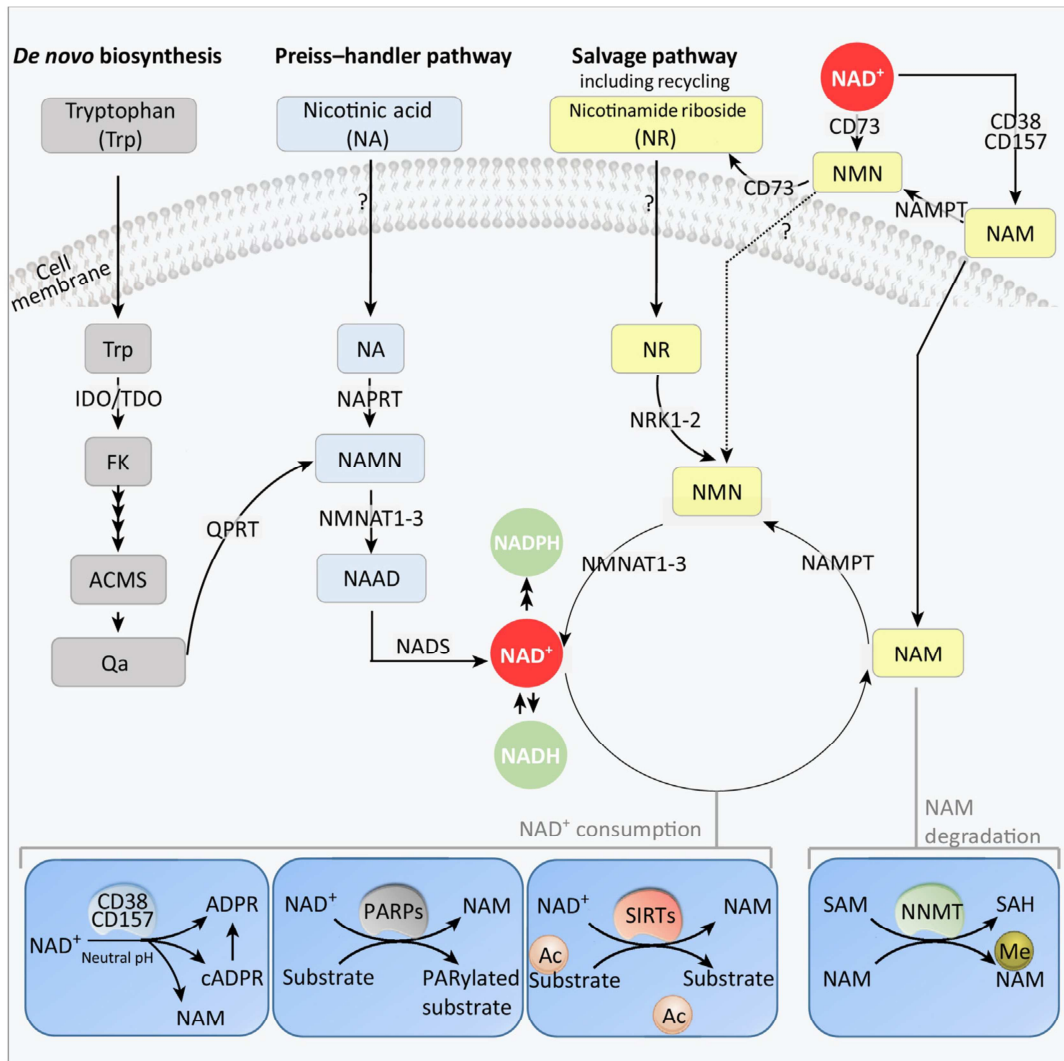 De novo biosynthesis
Preiss–handler pathway
Salvage pathway
including recycling
Tryptophan
(Trp)
Nicotinic acid
(NA)
Nicotinamide riboside
(NR)
NAD⁺
CD73
CD38
CD157
NMN
CD73
NAMPT
NAM
?
?
?
Cell
membrane
Trp
IDO/TDO
FK
ACMS
Qa
QPRT
NA
NAPRT
NAMN
NMNAT1-3
NAAD
NADS
NR
NRK1-2
NMN
NMNAT1-3
NAMPT
NADPH
NAD⁺
NADH
NAM
NAD⁺ consumption
NAM
degradation
CD38
CD157
NAD⁺
Neutral pH
ADPR
cADPR
NAM
NAD⁺
PARPs
NAM
Substrate
PARylated
substrate
NAD⁺
SIRTs
NAM
Ac
Substrate
Substrate
Ac
SAM
NNMT
SAH
NAM
Me
NAM